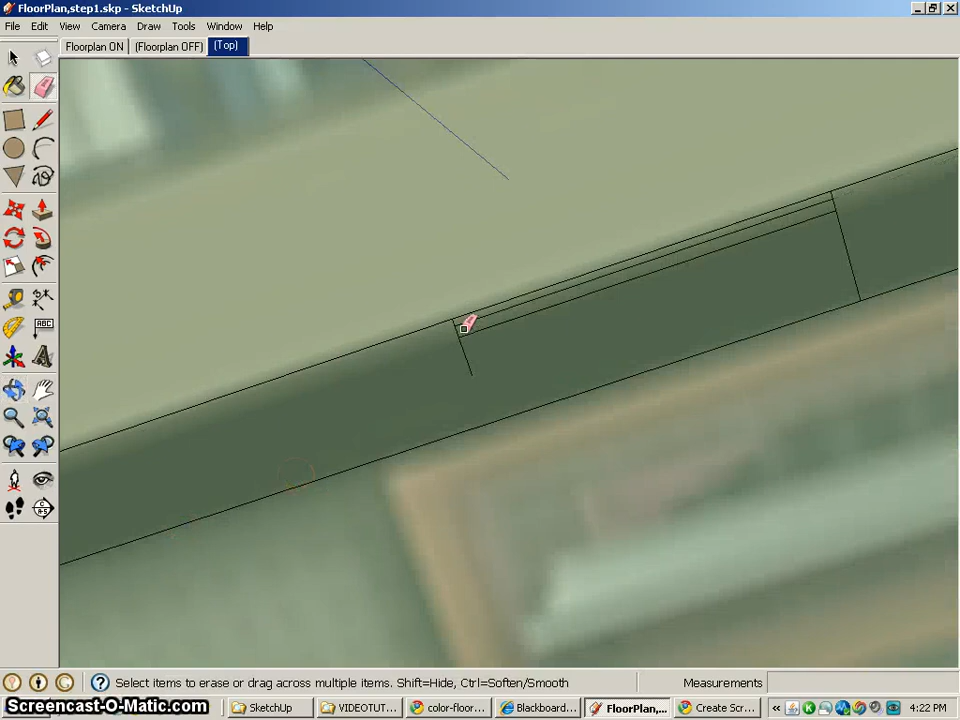 FloorPlan,step1.skp - SketchUp
File Edit View Camera Draw Tools Window Help
Floorplan ON (Floorplan OFF) (Top)
ABC
Select items to erase or drag across multiple items. Shift=Hide, Ctrl=Soften/Smooth Measurements
Screencast-O-Matic.com SketchUp VIDEOTUT... color-floor... Blackboard... FloorPlan,... Create Scr... « 4:22 PM